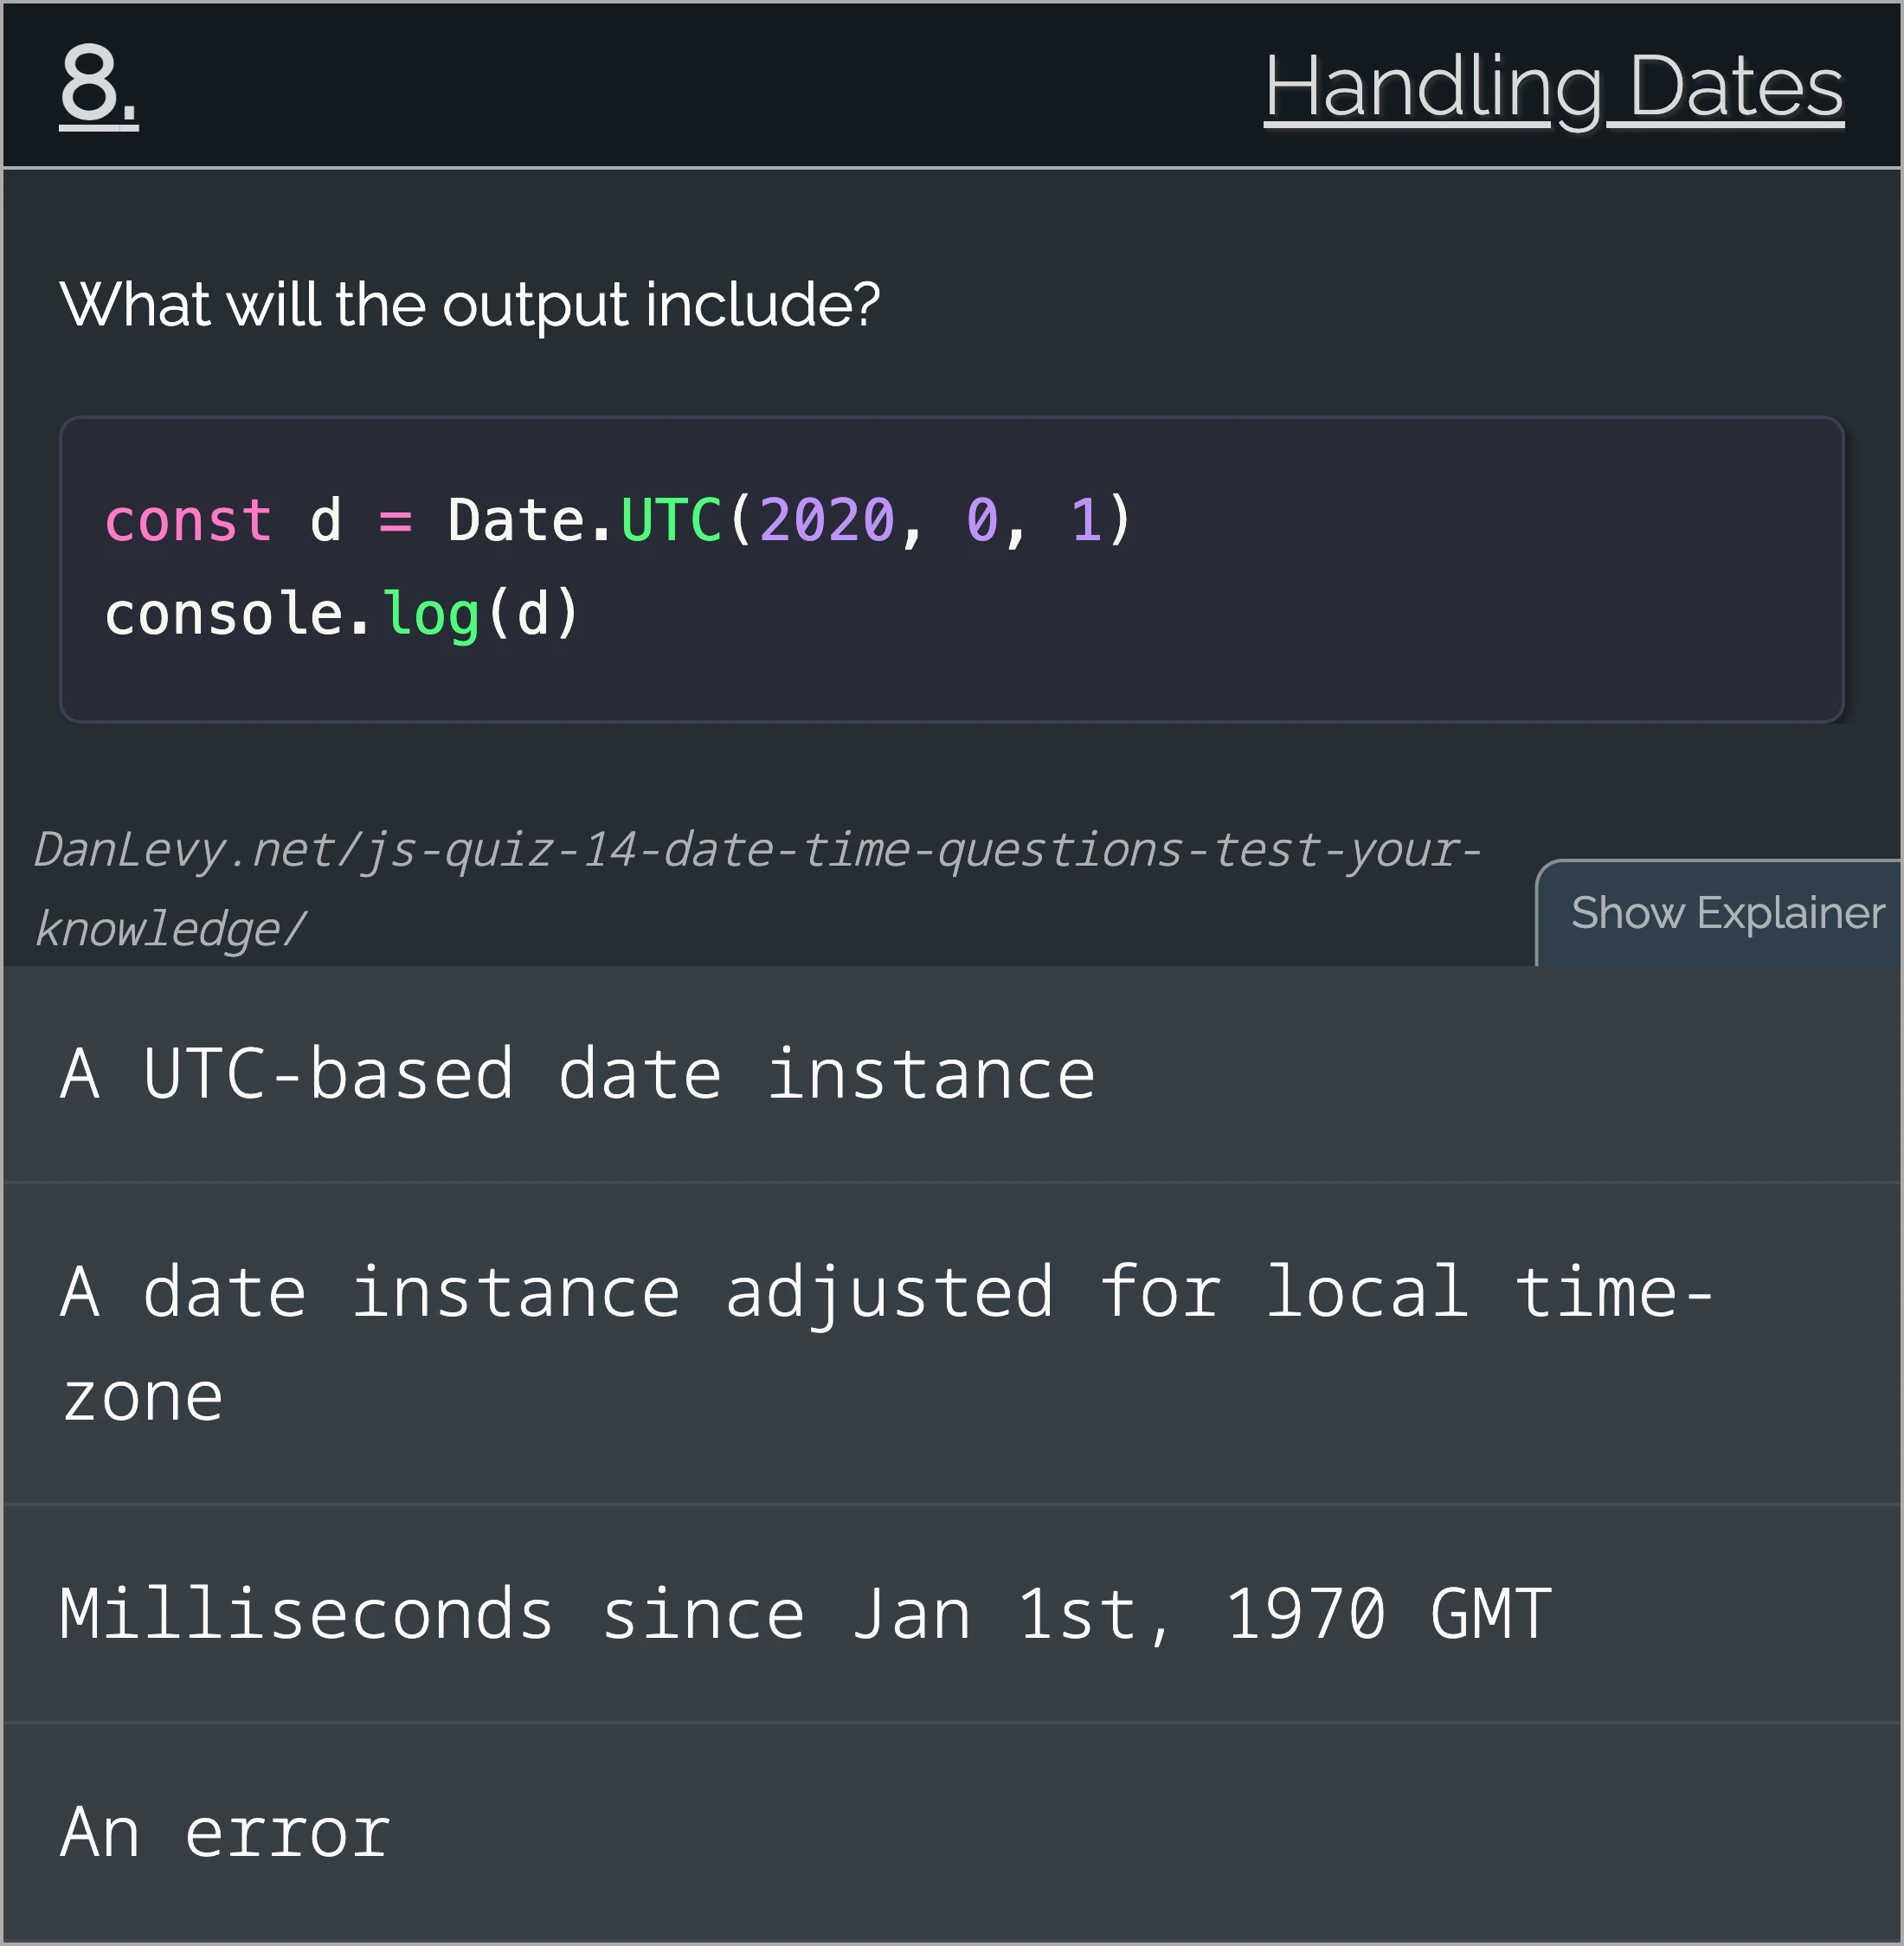 8.
Handling Dates
What will the output include?
const d = Date.UTC(2020, 0, 1)
console.log(d)
DanLevy.net/js-quiz-14-date-time-questions-test-your-
knowledge/
Show Explainer
A UTC-based date instance
A date instance adjusted for local time-
zone
Milliseconds since Jan 1st, 1970 GMT
An error